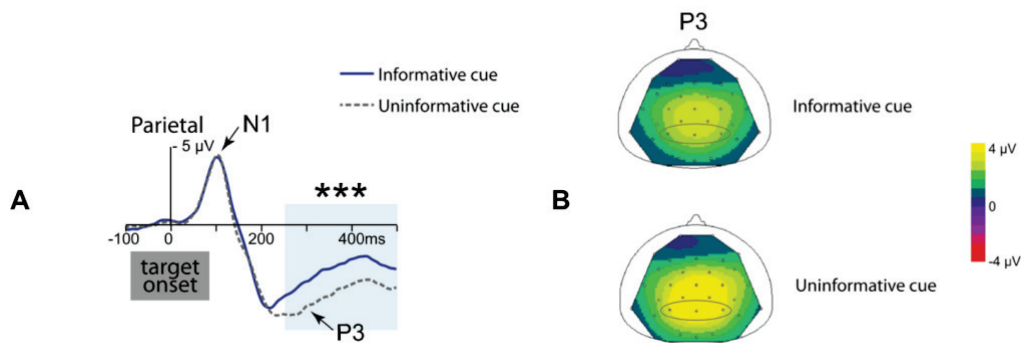 Informative cue
Uninformative cue
Parietal
N1
- 5 µV
A
***
-100
0
200
400ms
target
onset
P3
P3
B
Informative cue
Uninformative cue
4 µV
0
-4 µV